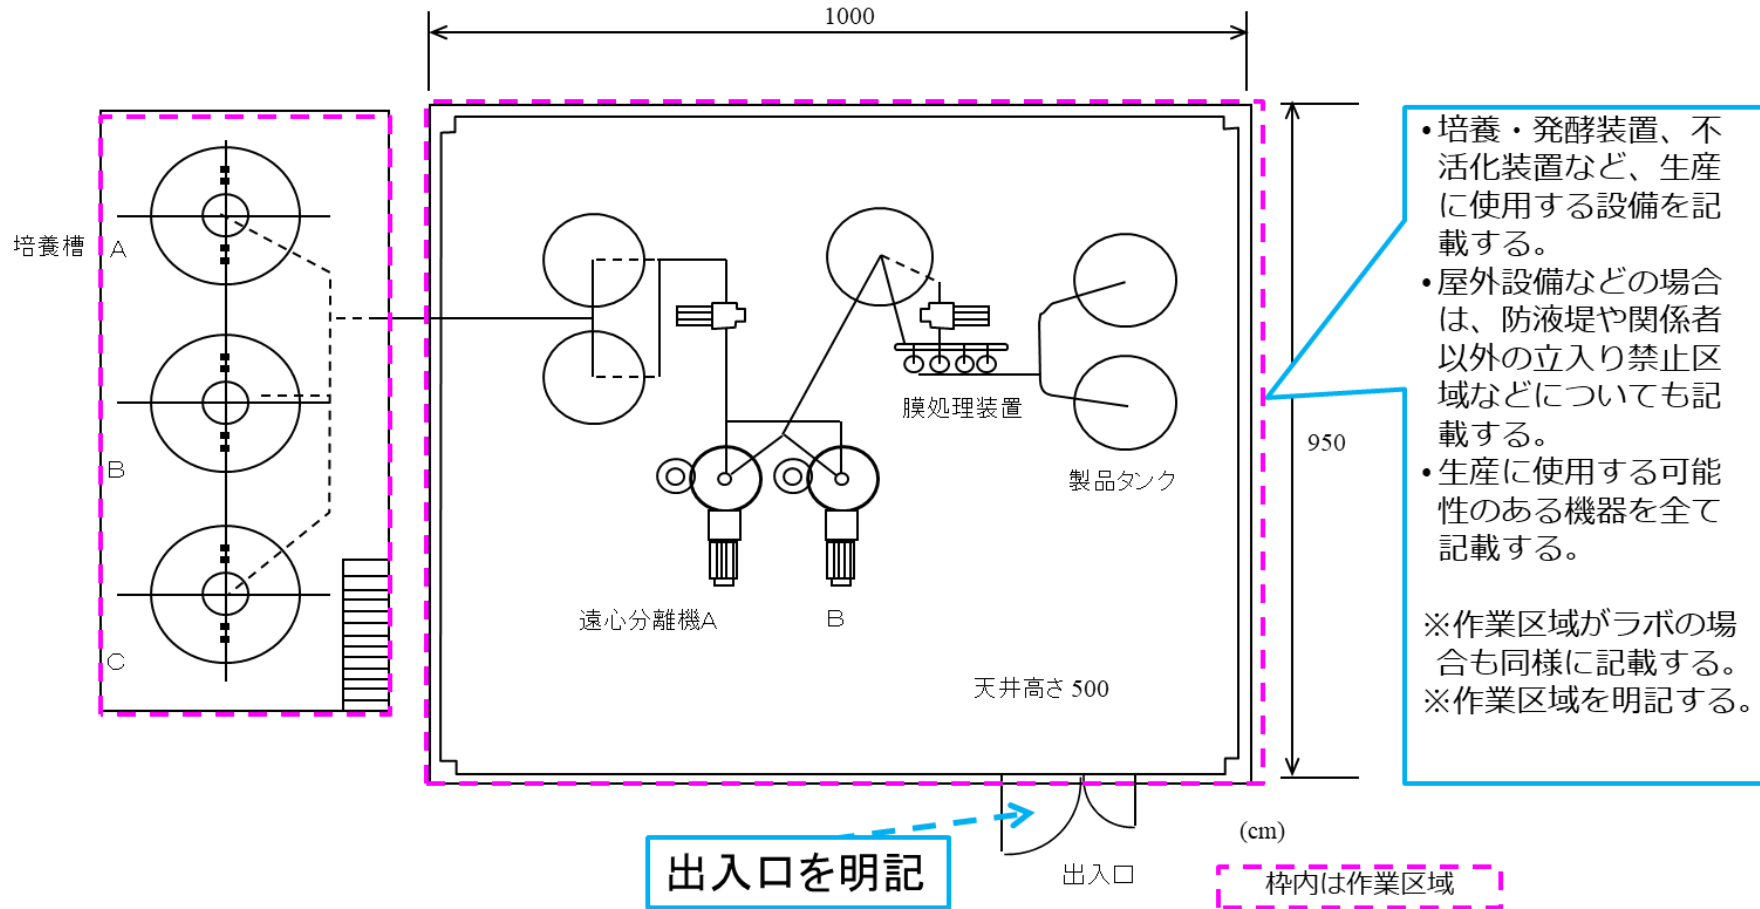 1000
培養槽 A
B
C
膜処理装置
製品タンク
遠心分離機A
B
天井高さ 500
950
(cm)
出入口
出入口を明記
枠内は作業区域
•培養・発酵装置、不
活化装置など、生産
に使用する設備を記
載する。
•屋外設備などの場合
は、防液堤や関係者
以外の立入り禁止区
域などについても記
載する。
•生産に使用する可能
性のある機器を全て
記載する。
※作業区域がラボの場
合も同様に記載する。
※作業区域を明記する。